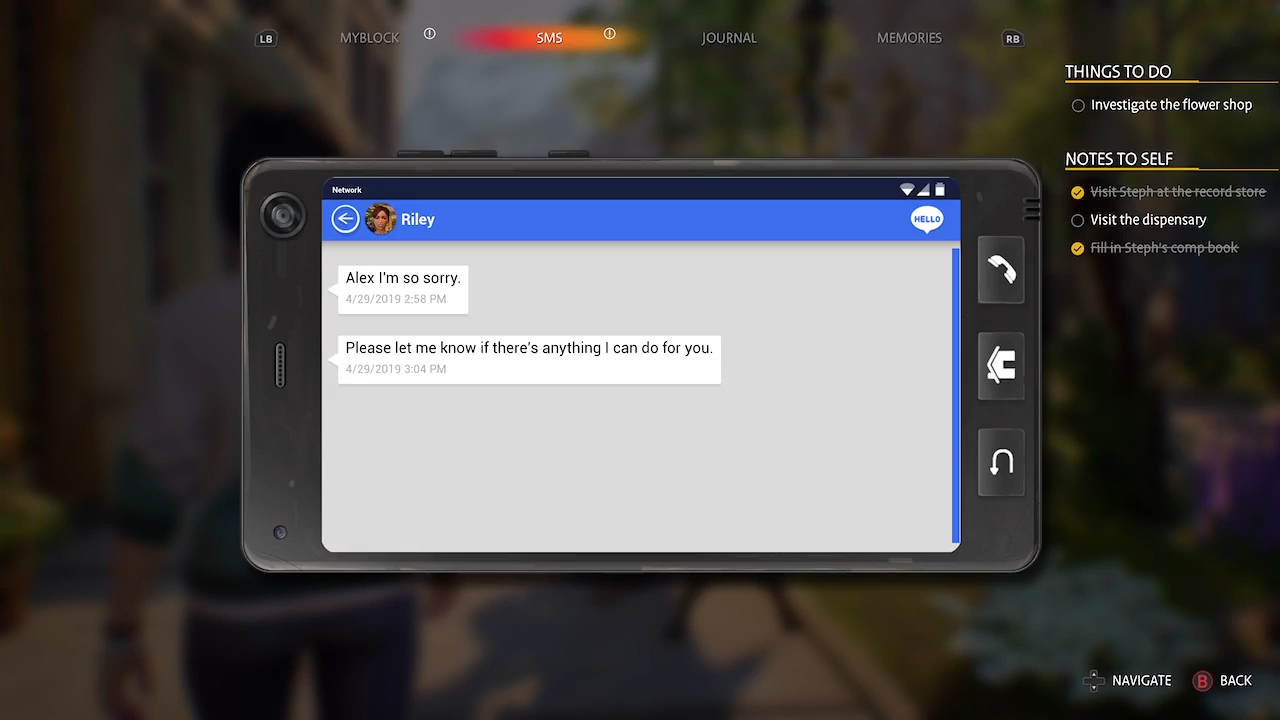 LB
MYBLOCK
SMS
JOURNAL
MEMORIES
RB
THINGS TO DO
Investigate the flower shop
NOTES TO SELF
Visit Steph at the record store
Visit the dispensary
Fill in Steph's comp book
Network
Riley
HELLO
Alex I'm so sorry.
4/29/2019 2:58 PM
Please let me know if there's anything I can do for you.
4/29/2019 3:04 PM
NAVIGATE
B BACK